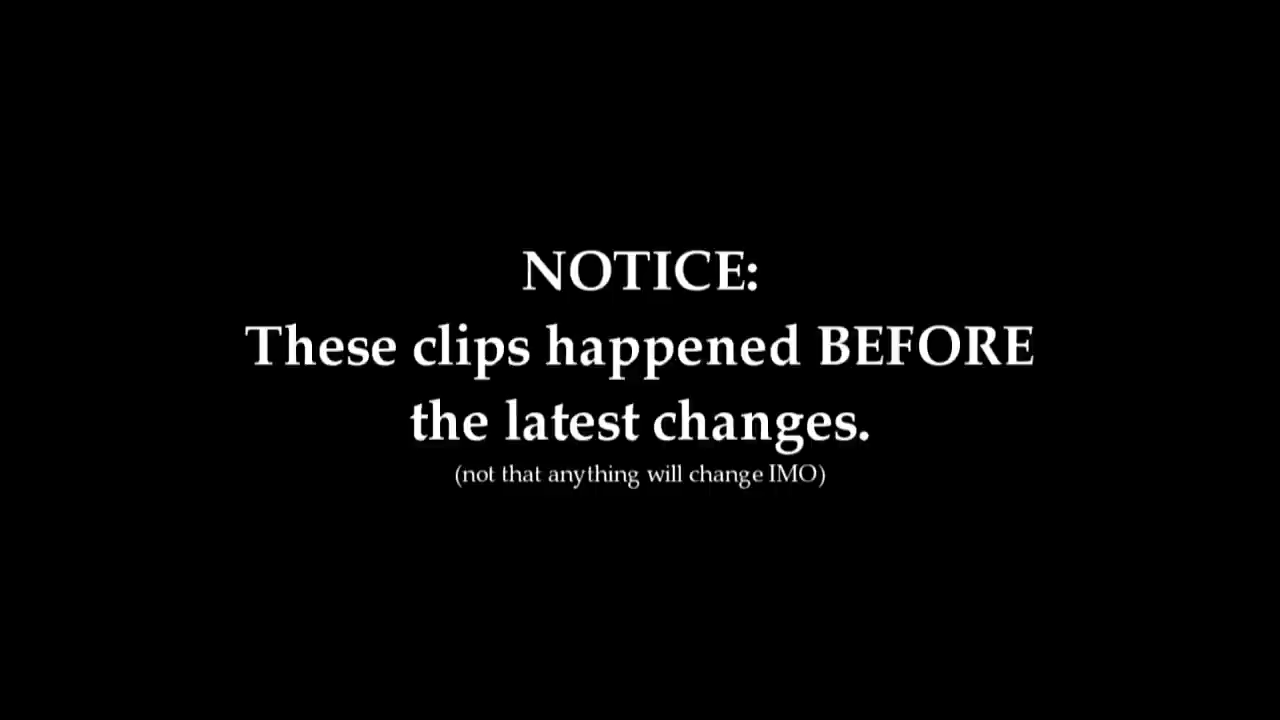 NOTICE:
These clips happened BEFORE
the latest changes.
(not that anything will change IMO)